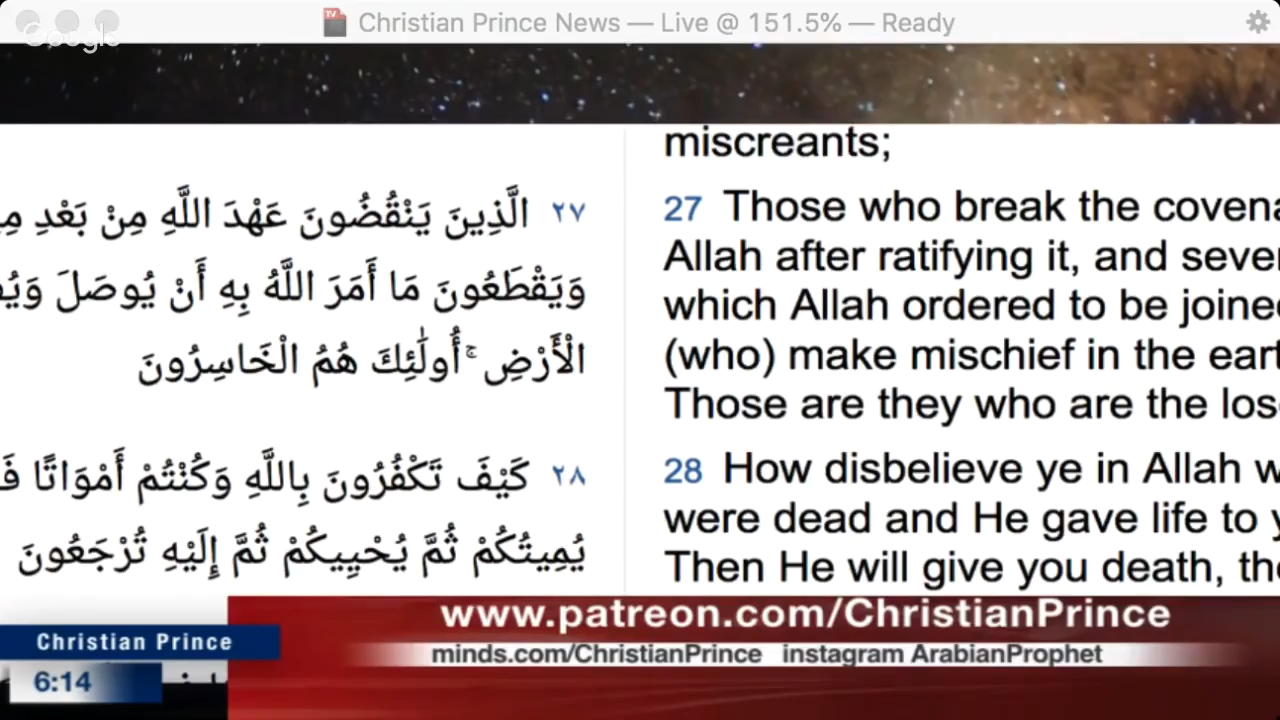 Christian Prince News — Live @ 151.5% — Ready
Google
miscreants;
٢٧ الَّذِينَ يَنْقُضُونَ عَهْدَ اللَّهِ مِنْ بَعْدِ
وَيَقْطَعُونَ مَا أَمَرَ اللَّهُ بِهِ أَنْ يُوصَلَ
الْأَرْضِ ۚ أُولَٰئِكَ هُمُ الْخَاسِرُونَ
27 Those who break the covena
Allah after ratifying it, and seve
which Allah ordered to be joine
(who) make mischief in the ear
Those are they who are the los
٢٨ كَيْفَ تَكْفُرُونَ بِاللَّهِ وَكُنْتُمْ أَمْوَاتًا
يُمِيتُكُمْ ثُمَّ يُحْيِيكُمْ ثُمَّ إِلَيْهِ تُرْجَعُونَ
28 How disbelieve ye in Allah w
were dead and He gave life to y
Then He will give you death, the
www.patreon.com/ChristianPrince
Christian Prince
minds.com/ChristianPrince instagram ArabianProphet
6:14